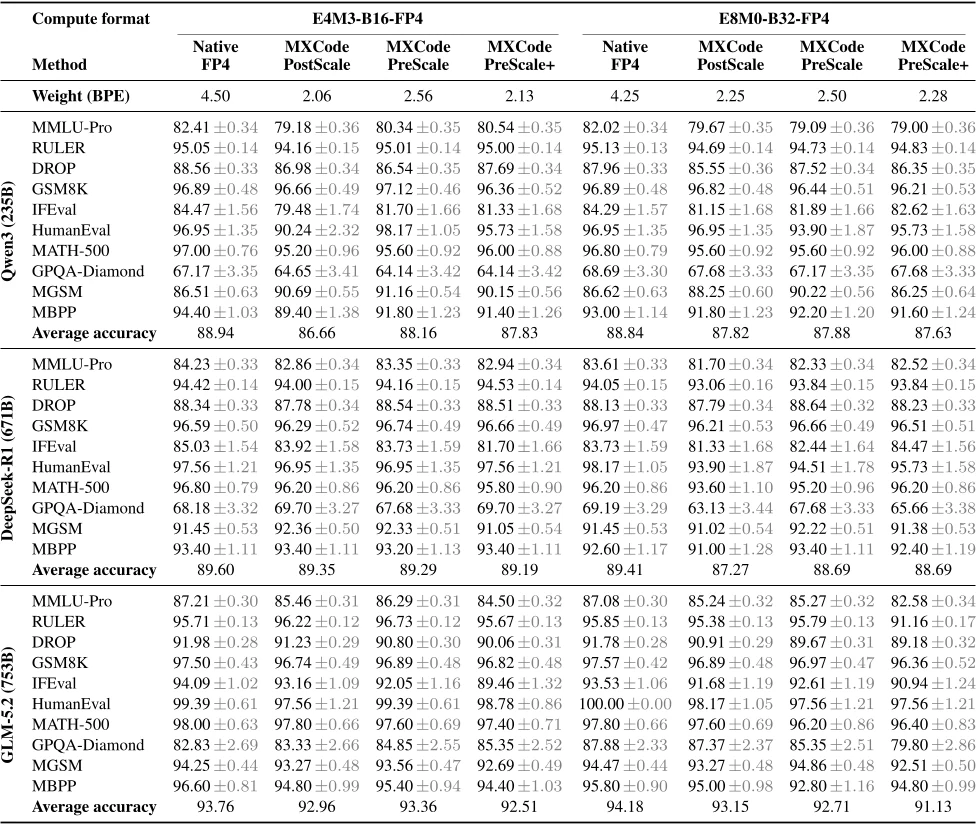 Compute format E4M3-B16-FP4 E8M0-B32-FP4
Native MXCode MXCode MXCode Native MXCode MXCode MXCode
Method FP4 PostScale PreScale PreScale+ FP4 PostScale PreScale PreScale+
Weight (BPE) 4.50 2.06 2.56 2.13 4.25 2.25 2.50 2.28
Qwen3 (235B)
MMLU-Pro 82.41 ±0.34 79.18 ±0.36 80.34 ±0.35 80.54 ±0.35 82.02 ±0.34 79.67 ±0.35 79.09 ±0.36 79.00 ±0.36
RULER 95.05 ±0.14 94.16 ±0.15 95.01 ±0.14 95.00 ±0.14 95.13 ±0.13 94.69 ±0.14 94.73 ±0.14 94.83 ±0.14
DROP 88.56 ±0.33 86.98 ±0.34 86.54 ±0.35 87.69 ±0.34 87.96 ±0.33 85.55 ±0.36 87.52 ±0.34 86.35 ±0.35
GSM8K 96.89 ±0.48 96.66 ±0.49 97.12 ±0.46 96.36 ±0.52 96.89 ±0.48 96.82 ±0.48 96.44 ±0.51 96.21 ±0.53
IFEval 84.47 ±1.56 79.48 ±1.74 81.70 ±1.66 81.33 ±1.68 84.29 ±1.57 81.15 ±1.68 81.89 ±1.66 82.62 ±1.63
HumanEval 96.95 ±1.35 90.24 ±2.32 98.17 ±1.05 95.73 ±1.58 96.95 ±1.35 96.95 ±1.35 93.90 ±1.87 95.73 ±1.58
MATH-500 97.00 ±0.76 95.20 ±0.96 95.60 ±0.92 96.00 ±0.88 96.80 ±0.79 95.60 ±0.92 95.60 ±0.92 96.00 ±0.88
GPQA-Diamond 67.17 ±3.35 64.65 ±3.41 64.14 ±3.42 64.14 ±3.42 68.69 ±3.30 67.68 ±3.33 67.17 ±3.35 67.68 ±3.33
MGSM 86.51 ±0.63 90.69 ±0.55 91.16 ±0.54 90.15 ±0.56 86.62 ±0.63 88.25 ±0.60 90.22 ±0.56 86.25 ±0.64
MBPP 94.40 ±1.03 89.40 ±1.38 91.80 ±1.23 91.40 ±1.26 93.00 ±1.14 91.80 ±1.23 92.20 ±1.20 91.60 ±1.24
Average accuracy 88.94 86.66 88.16 87.83 88.84 87.82 87.88 87.63
DeepSeek-R1 (671B)
MMLU-Pro 84.23 ±0.33 82.86 ±0.34 83.35 ±0.33 82.94 ±0.34 83.61 ±0.33 81.70 ±0.34 82.33 ±0.34 82.52 ±0.34
RULER 94.42 ±0.14 94.00 ±0.15 94.16 ±0.15 94.53 ±0.14 94.05 ±0.15 93.06 ±0.16 93.84 ±0.15 93.84 ±0.15
DROP 88.34 ±0.33 87.78 ±0.34 88.54 ±0.33 88.51 ±0.33 88.13 ±0.33 87.79 ±0.34 88.64 ±0.32 88.23 ±0.33
GSM8K 96.59 ±0.50 96.29 ±0.52 96.74 ±0.49 96.66 ±0.49 96.97 ±0.47 96.21 ±0.53 96.66 ±0.49 96.51 ±0.51
IFEval 85.03 ±1.54 83.92 ±1.58 83.73 ±1.59 81.70 ±1.66 83.73 ±1.59 81.33 ±1.68 82.44 ±1.64 84.47 ±1.56
HumanEval 97.56 ±1.21 96.95 ±1.35 96.95 ±1.35 97.56 ±1.21 98.17 ±1.05 93.90 ±1.87 94.51 ±1.78 95.73 ±1.58
MATH-500 96.80 ±0.79 96.20 ±0.86 96.20 ±0.86 95.80 ±0.90 96.20 ±0.86 93.60 ±1.10 95.20 ±0.96 96.20 ±0.86
GPQA-Diamond 68.18 ±3.32 69.70 ±3.27 67.68 ±3.33 69.70 ±3.27 69.19 ±3.29 63.13 ±3.44 67.68 ±3.33 65.66 ±3.38
MGSM 91.45 ±0.53 92.36 ±0.50 92.33 ±0.51 91.05 ±0.54 91.45 ±0.53 91.02 ±0.54 92.22 ±0.51 91.38 ±0.53
MBPP 93.40 ±1.11 93.40 ±1.11 93.20 ±1.13 93.40 ±1.11 92.60 ±1.17 91.00 ±1.28 93.40 ±1.11 92.40 ±1.19
Average accuracy 89.60 89.35 89.29 89.19 89.41 87.27 88.69 88.69
GLM-5.2 (753B)
MMLU-Pro 87.21 ±0.30 85.46 ±0.31 86.29 ±0.31 84.50 ±0.32 87.08 ±0.30 85.24 ±0.32 85.27 ±0.32 82.58 ±0.34
RULER 95.71 ±0.13 96.22 ±0.12 96.73 ±0.12 95.67 ±0.13 95.85 ±0.13 95.38 ±0.13 95.79 ±0.13 91.16 ±0.17
DROP 91.98 ±0.28 91.23 ±0.29 90.80 ±0.30 90.06 ±0.31 91.78 ±0.28 90.91 ±0.29 89.67 ±0.31 89.18 ±0.32
GSM8K 97.50 ±0.43 96.74 ±0.49 96.89 ±0.48 96.82 ±0.48 97.57 ±0.42 96.89 ±0.48 96.97 ±0.47 96.36 ±0.52
IFEval 94.09 ±1.02 93.16 ±1.09 92.05 ±1.16 89.46 ±1.32 93.53 ±1.06 91.68 ±1.19 92.61 ±1.19 90.94 ±1.24
HumanEval 99.39 ±0.61 97.56 ±1.21 99.39 ±0.61 98.78 ±0.86 100.00 ±0.00 98.17 ±1.05 97.56 ±1.21 97.56 ±1.21
MATH-500 98.00 ±0.63 97.80 ±0.66 97.60 ±0.69 97.40 ±0.71 97.80 ±0.66 97.60 ±0.69 96.20 ±0.86 96.40 ±0.83
GPQA-Diamond 82.83 ±2.69 83.33 ±2.66 84.85 ±2.55 85.35 ±2.52 87.88 ±2.33 87.37 ±2.37 85.35 ±2.51 79.80 ±2.86
MGSM 94.25 ±0.44 93.27 ±0.48 93.56 ±0.47 92.69 ±0.49 94.47 ±0.44 93.27 ±0.48 94.86 ±0.48 92.51 ±0.50
MBPP 96.60 ±0.81 94.80 ±0.99 95.40 ±0.94 94.40 ±1.03 95.80 ±0.90 95.00 ±0.98 92.80 ±1.16 94.80 ±0.99
Average accuracy 93.76 92.96 93.36 92.51 94.18 93.15 92.71 91.13